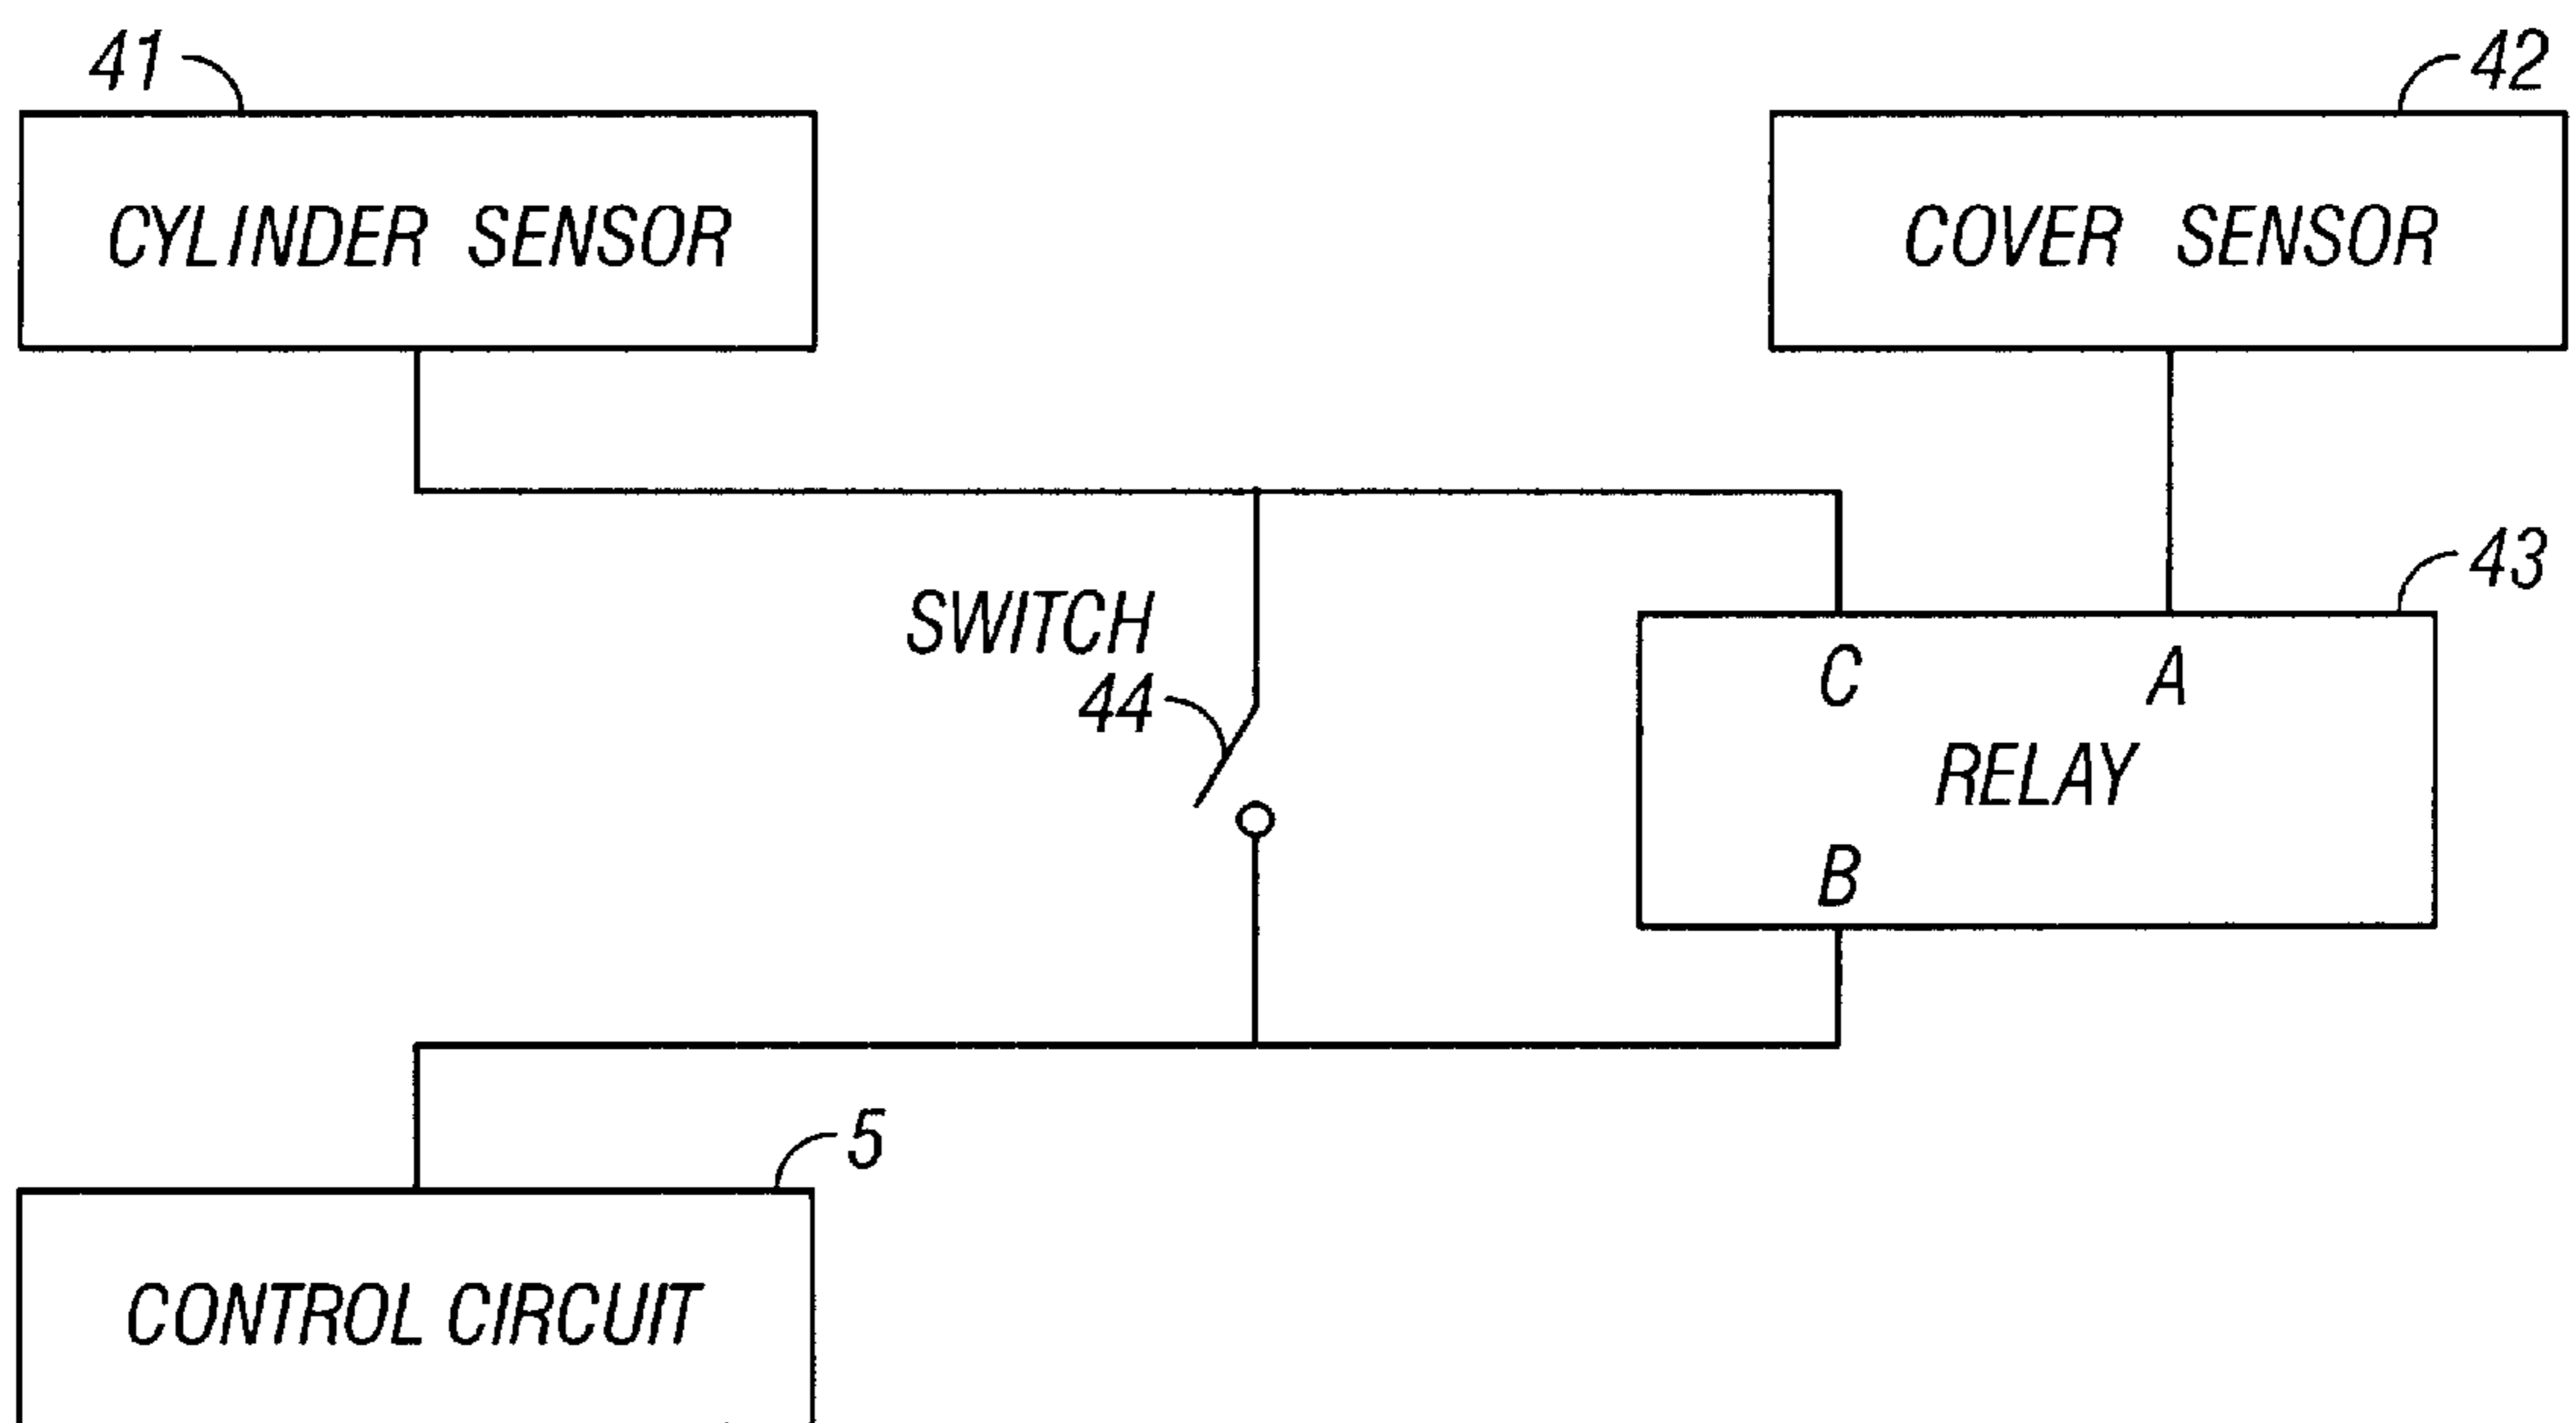 41
42
CYLINDER SENSOR
COVER SENSOR
43
SWITCH
44
C A
RELAY
B
5
CONTROL CIRCUIT